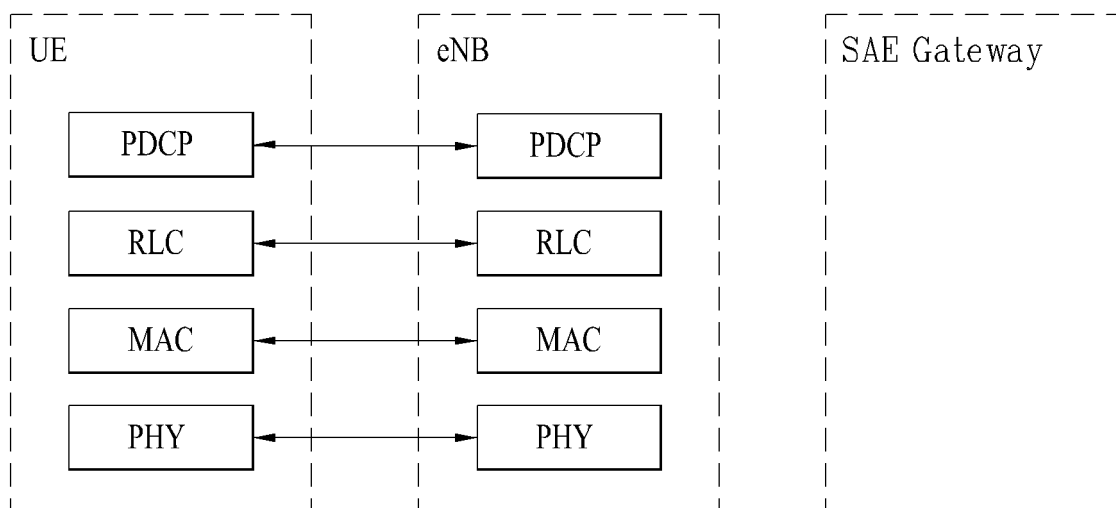 UE
eNB
SAE Gateway
PDCP
PDCP
RLC
RLC
MAC
MAC
PHY
PHY